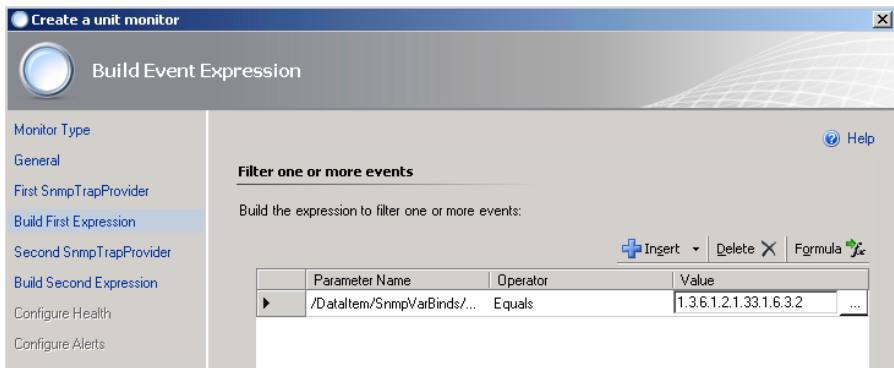 Create a unit monitor
Build Event Expression
Monitor Type
General
First SnmpTrapProvider
Build First Expression
Second SnmpTrapProvider
Build Second Expression
Configure Health
Configure Alerts
Help
Filter one or more events
Build the expression to filter one or more events:
Insert Delete Formula
Parameter Name Operator Value
/DataItem/SnmpVarBinds/... Equals 1.3.6.1.2.1.33.1.6.3.2 ...